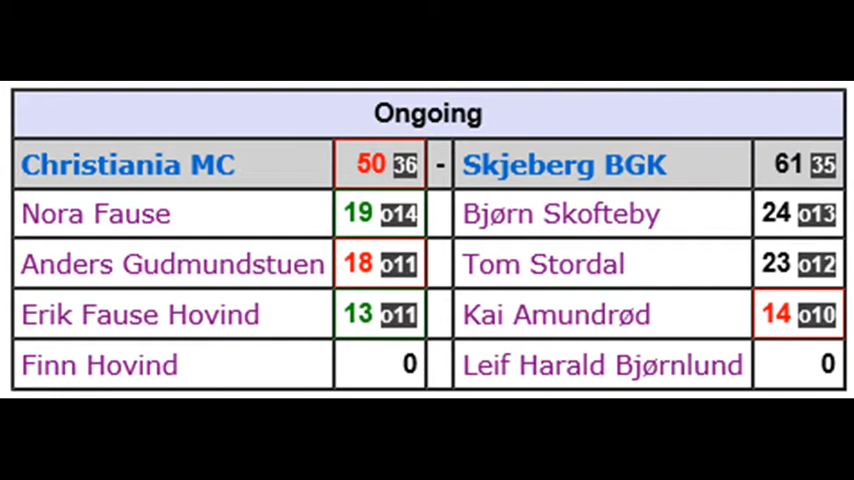 Ongoing
Christiania MC 50 36 - Skjeberg BGK 61 35
Nora Fause 19 o14 Bjørn Skofteby 24 o13
Anders Gudmundstuen 18 o11 Tom Stordal 23 o12
Erik Fause Hovind 13 o11 Kai Amundrød 14 o10
Finn Hovind 0 Leif Harald Bjørnlund 0